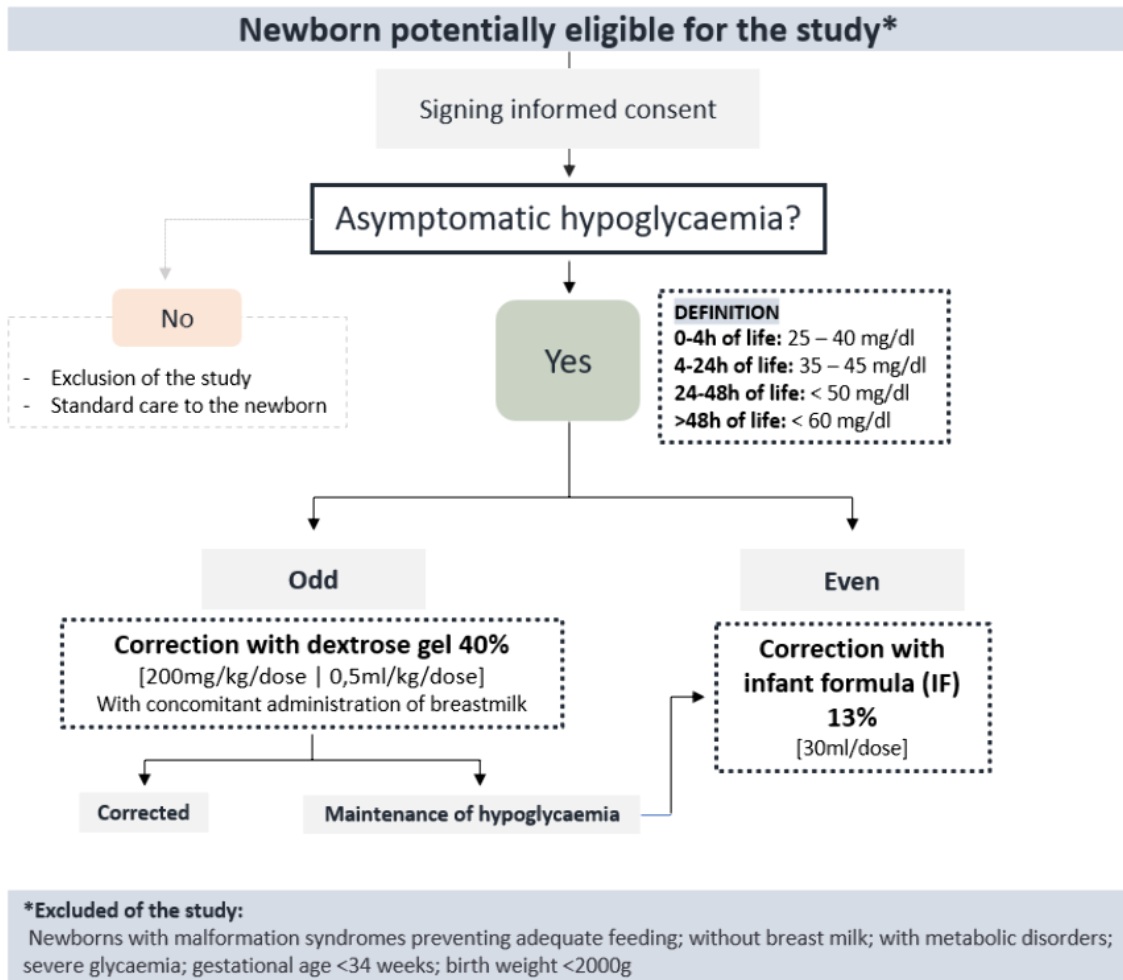 Newborn potentially eligible for the study*
Signing informed consent
Asymptomatic hypoglycaemia?
No
- Exclusion of the study
- Standard care to the newborn
Yes
DEFINITION
0-4h of life: 25 – 40 mg/dl
4-24h of life: 35 – 45 mg/dl
24-48h of life: < 50 mg/dl
>48h of life: < 60 mg/dl
Odd
Correction with dextrose gel 40%
[200mg/kg/dose | 0,5ml/kg/dose]
With concomitant administration of breastmilk
Corrected
Maintenance of hypoglycaemia
Even
Correction with
infant formula (IF)
13%
[30ml/dose]
*Excluded of the study:
Newborns with malformation syndromes preventing adequate feeding; without breast milk; with metabolic disorders;
severe glycaemia; gestational age <34 weeks; birth weight <2000g